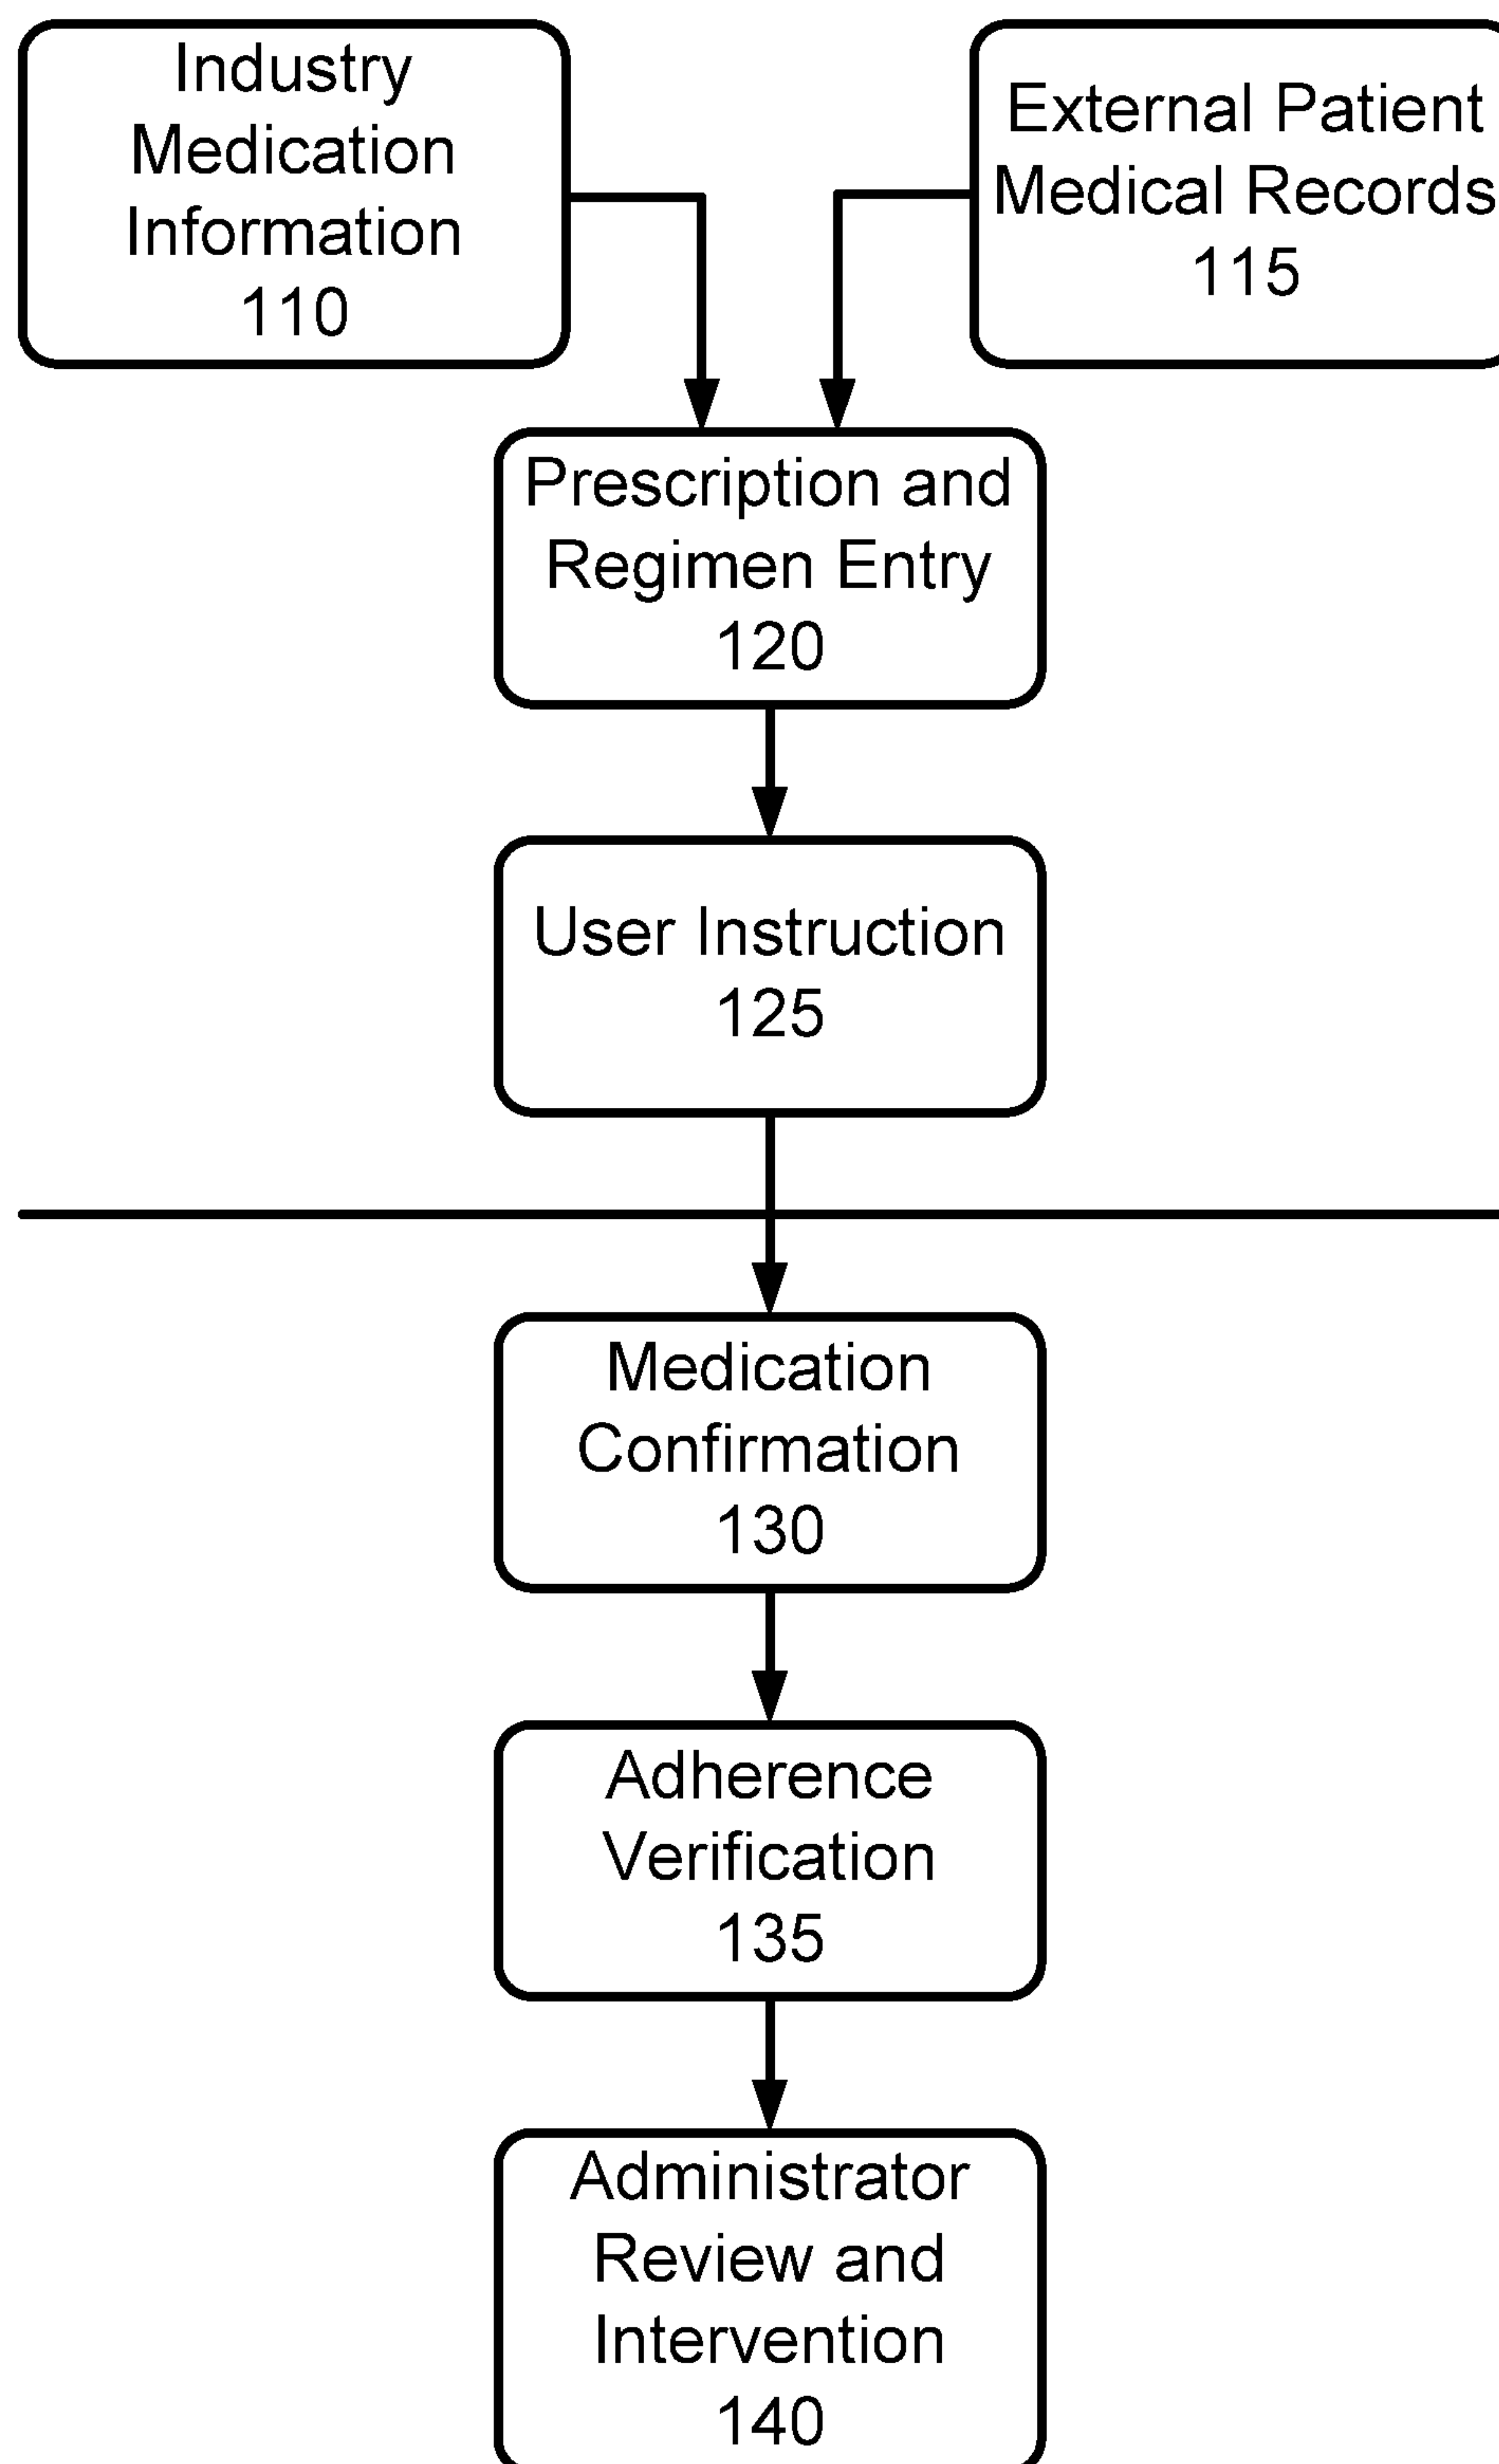 Industry
Medication
Information
110
External Patient
Medical Records
115
Prescription and
Regimen Entry
120
User Instruction
125
Medication
Confirmation
130
Adherence
Verification
135
Administrator
Review and
Intervention
140